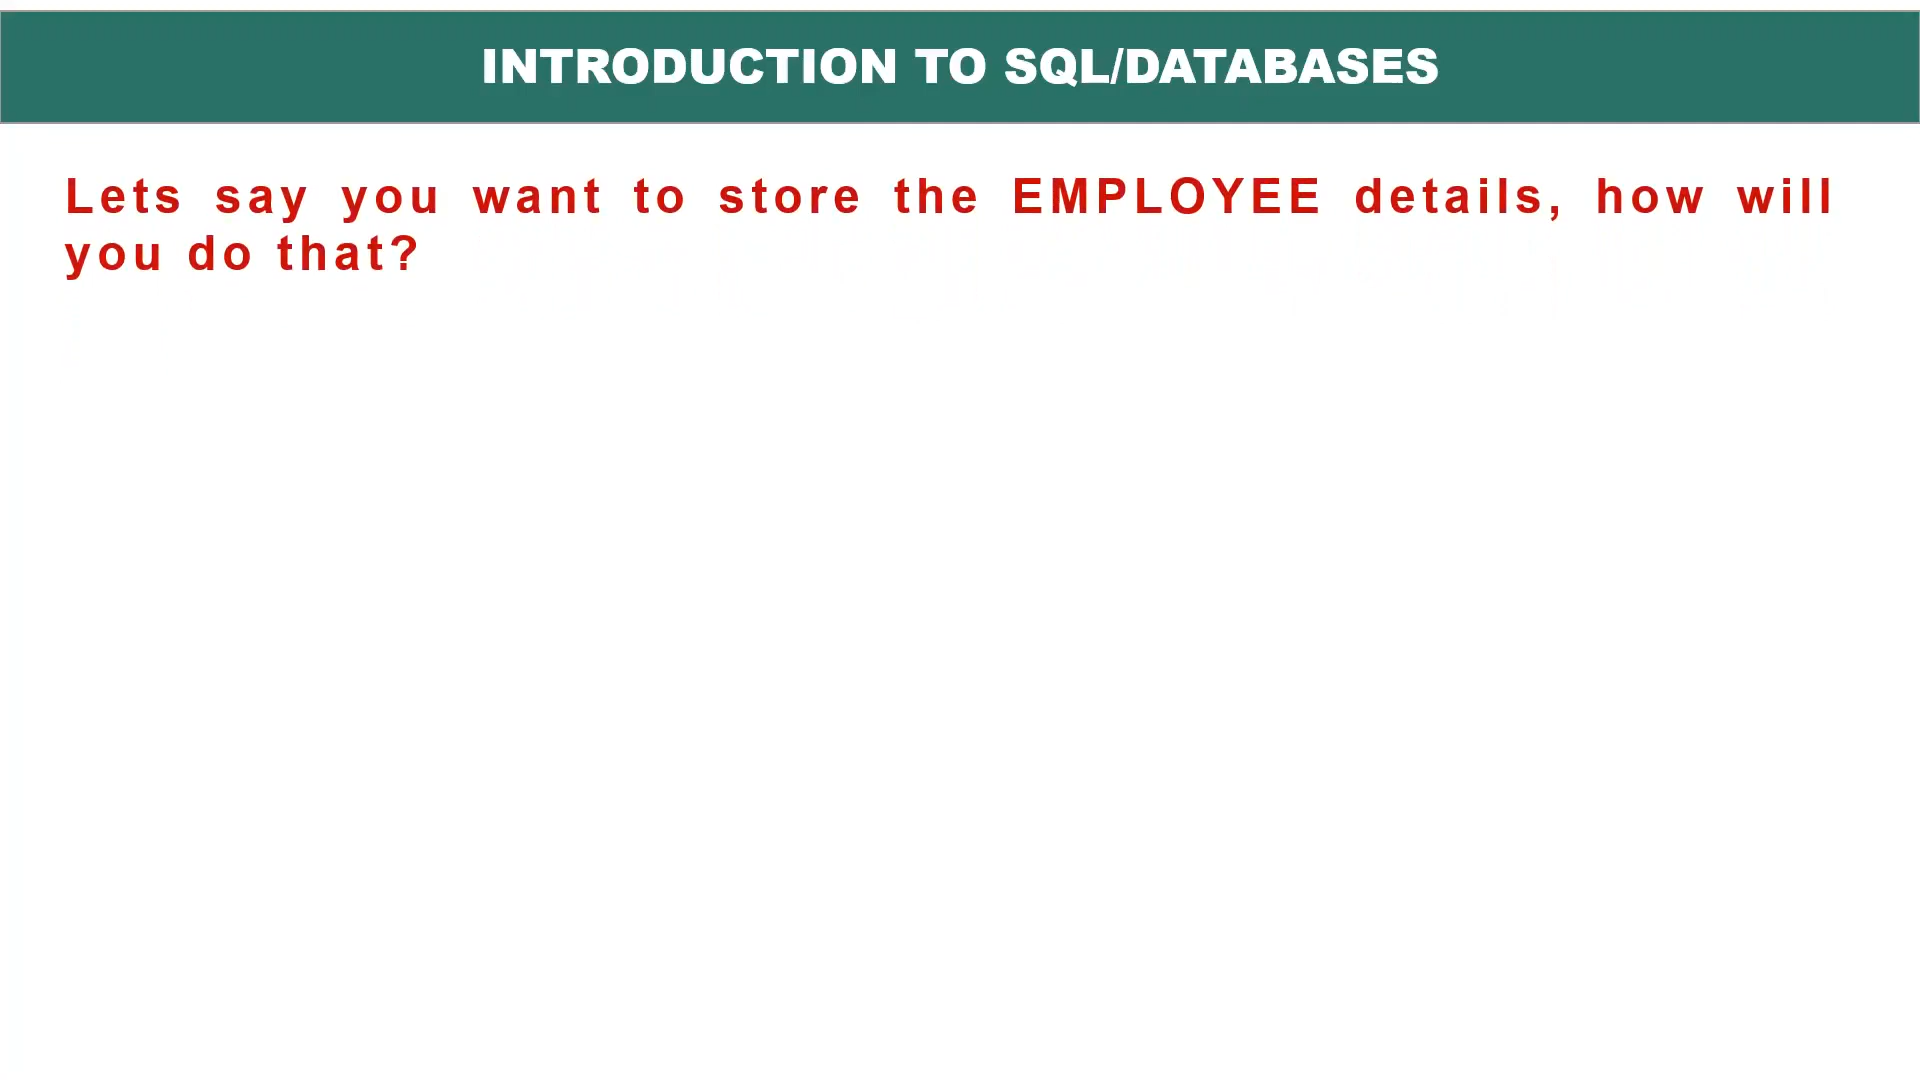 INTRODUCTION TO SQL/DATABASES
Lets say you want to store the EMPLOYEE details, how will
you do that?